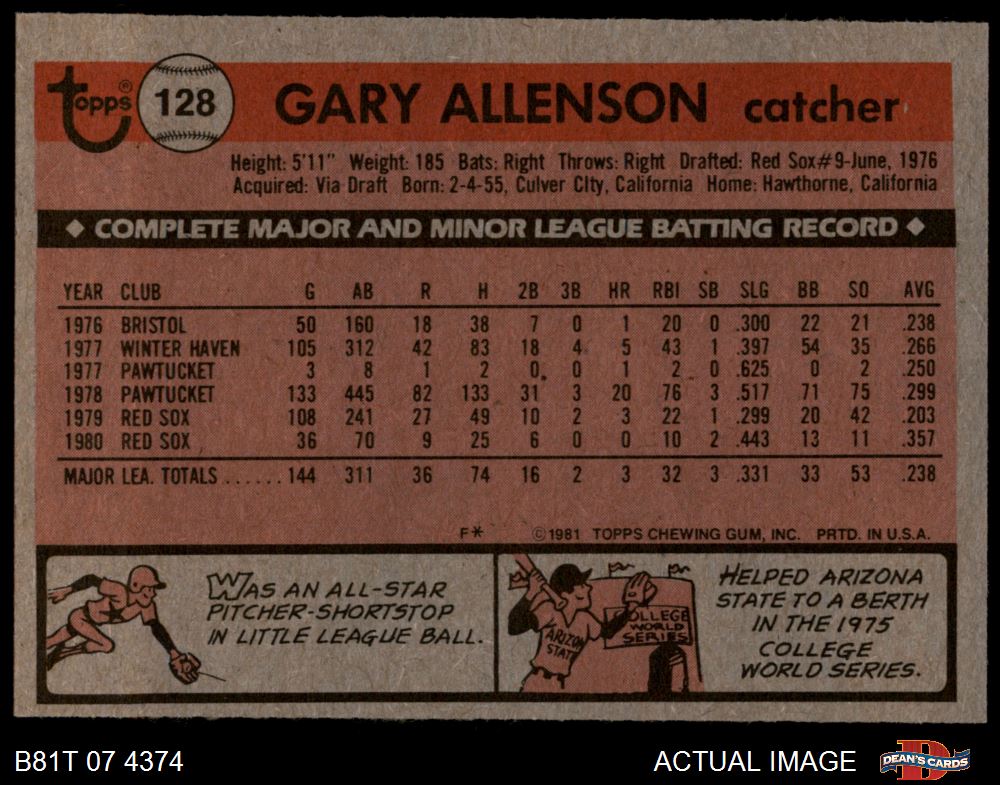 topps® 128 GARY ALLENSON catcher
Height: 5'11" Weight: 185 Bats: Right Throws: Right Drafted: Red Sox#9-June, 1976
Acquired: Via Draft Born: 2-4-55, Culver CIty, California Home: Hawthorne, California
◆ COMPLETE MAJOR AND MINOR LEAGUE BATTING RECORD ◆
YEAR CLUB G AB R H 2B 3B HR RBI SB SLG BB SO AVG
1976 BRISTOL 50 160 18 38 7 0 1 20 0 .300 22 21 .238
1977 WINTER HAVEN 105 312 42 83 18 4 5 43 1 .397 54 35 .266
1977 PAWTUCKET 3 8 1 2 0 0 1 2 0 .625 0 2 .250
1978 PAWTUCKET 133 445 82 133 31 3 20 76 3 .517 71 75 .299
1979 RED SOX 108 241 27 49 10 2 3 22 1 .299 20 42 .203
1980 RED SOX 36 70 9 25 6 0 0 10 2 .443 13 11 .357
MAJOR LEA. TOTALS ...... 144 311 36 74 16 2 3 32 3 .331 33 53 .238
F* ©1981 TOPPS CHEWING GUM, INC. PRTD. IN U.S.A.
WAS AN ALL-STAR
PITCHER-SHORTSTOP
IN LITTLE LEAGUE BALL.
ARIZONA
STATE
COLLEGE
WORLD
SERIES
HELPED ARIZONA
STATE TO A BERTH
IN THE 1975
COLLEGE
WORLD SERIES.
B81T 07 4374 ACTUAL IMAGE D DEAN'S CARDS